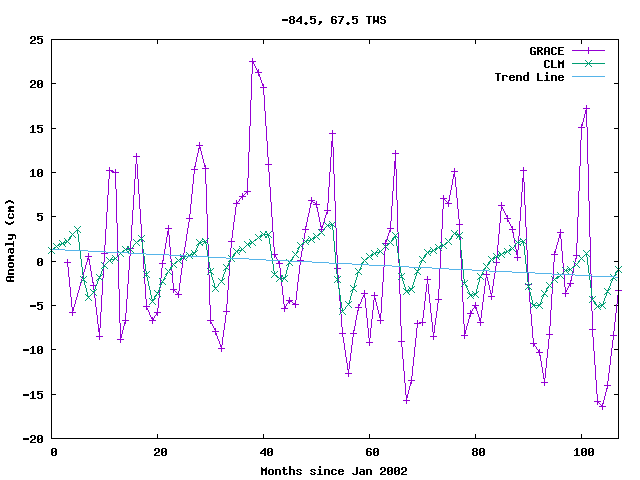 -84.5, 67.5 TWS
GRACE
CLM
Trend Line
25
20
15
10
5
0
-5
-10
-15
-20
Anomaly (cm)
0 20 40 60 80 100
Months since Jan 2002